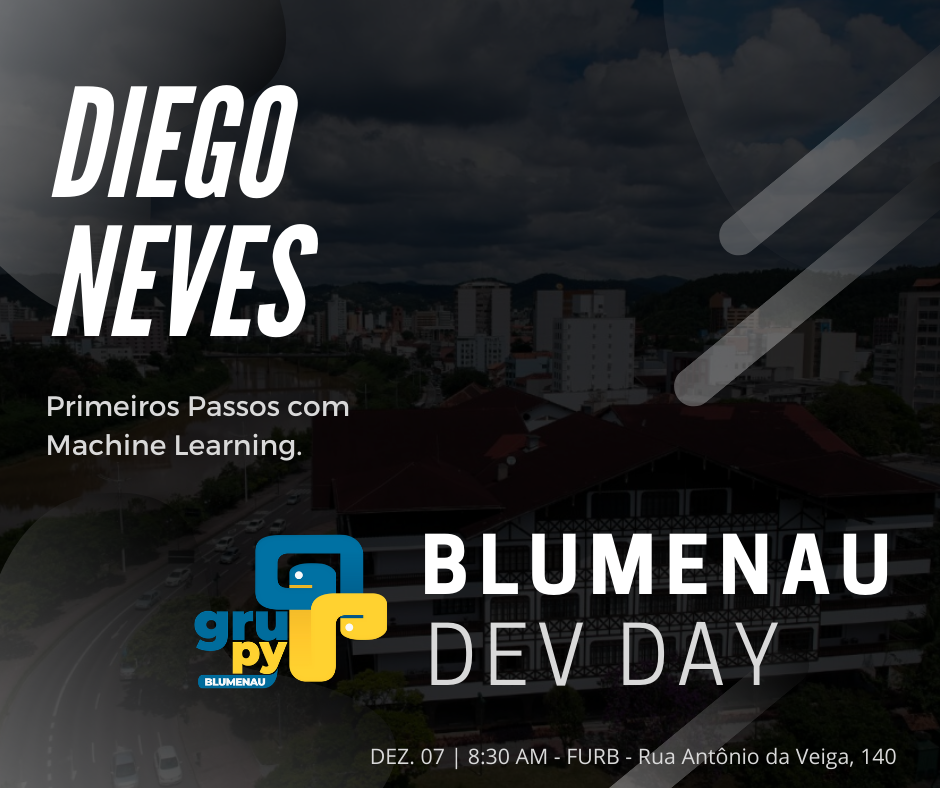 DIEGO
NEVES
Primeiros Passos com
Machine Learning.
BLUMENAU
DEV DAY
gru
py
BLUMENAU
DEZ. 07 | 8:30 AM - FURB - Rua Antônio da Veiga, 140